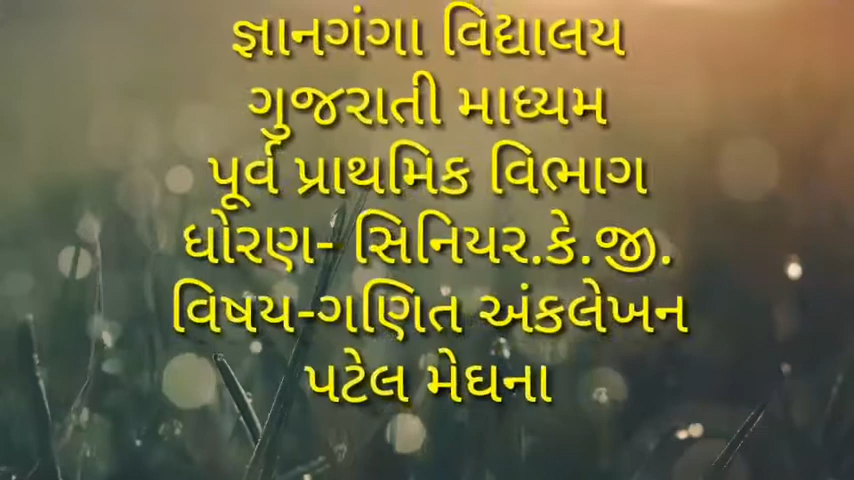 જ્ઞાનગંગા વિદ્યાલય
ગુજરાતી માધ્યમ
પૂર્વ પ્રાથમિક વિભાગ
ધોરણ- સિનિયર.કે.જી.
વિષય-ગણિત અંકલેખન
પટેલ મેઘના